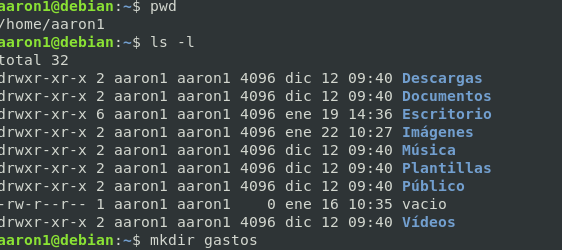 aaron1@debian:~$ pwd
/home/aaron1
aaron1@debian:~$ ls -l
total 32
drwxr-xr-x 2 aaron1 aaron1 4096 dic 12 09:40 Descargas
drwxr-xr-x 2 aaron1 aaron1 4096 dic 12 09:40 Documentos
drwxr-xr-x 6 aaron1 aaron1 4096 ene 19 14:36 Escritorio
drwxr-xr-x 2 aaron1 aaron1 4096 ene 22 10:27 Imágenes
drwxr-xr-x 2 aaron1 aaron1 4096 dic 12 09:40 Música
drwxr-xr-x 2 aaron1 aaron1 4096 dic 12 09:40 Plantillas
drwxr-xr-x 2 aaron1 aaron1 4096 dic 12 09:40 Público
-rw-r--r-- 1 aaron1 aaron1    0 ene 16 10:35 vacio
drwxr-xr-x 2 aaron1 aaron1 4096 dic 12 09:40 Vídeos
aaron1@debian:~$ mkdir gastos